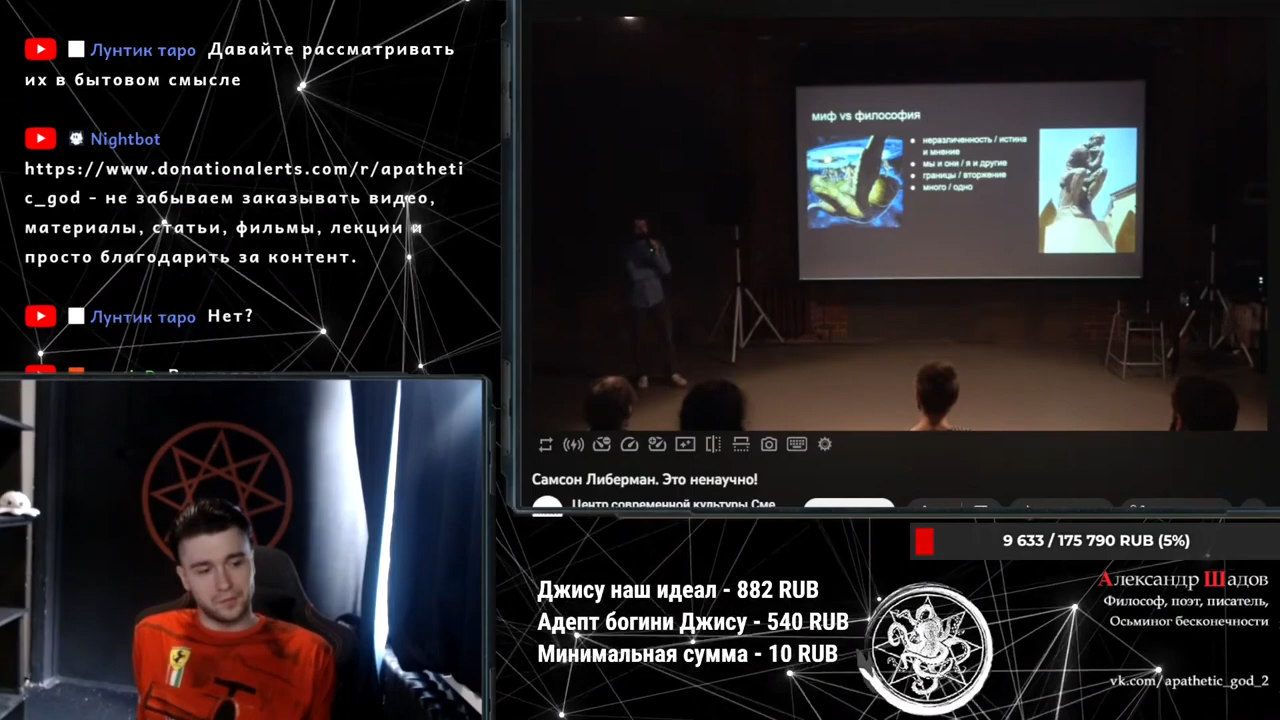 Лунтик таро Давайте рассматривать
их в бытовом смысле
Nightbot
https://www.donationalerts.com/r/apatheti
c_god - не забываем заказывать видео,
материалы, статьи, фильмы, лекции и
просто благодарить за контент.
Лунтик таро Нет?
миф vs философия
неразличенность / истина
и мнение
мы и они / я и другие
границы / вторжение
много / одно
Самсон Либерман. Это ненаучно!
Центр современной культуры Сме
9 633 / 175 790 RUB (5%)
Джису наш идеал - 882 RUB
Адепт богини Джису - 540 RUB
Минимальная сумма - 10 RUB
Александр Шадов
Философ, поэт, писатель,
Осьминог бесконечности
vk.com/apathetic_god_2